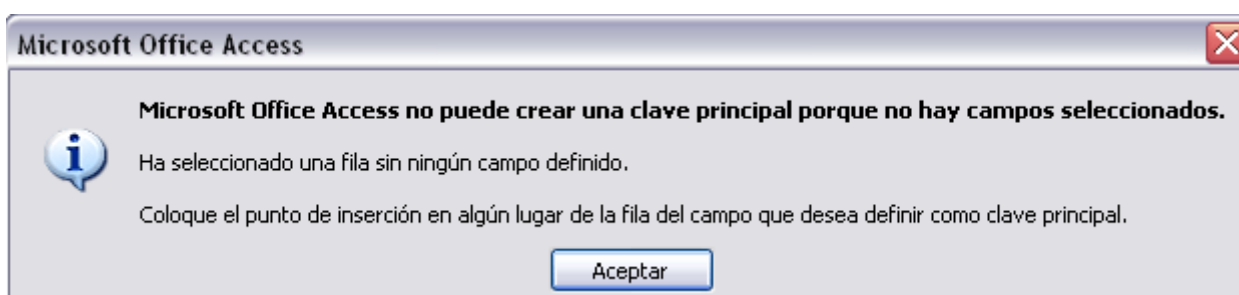 Microsoft Office Access
Microsoft Office Access no puede crear una clave principal porque no hay campos seleccionados.
Ha seleccionado una fila sin ningún campo definido.
Coloque el punto de inserción en algún lugar de la fila del campo que desea definir como clave principal.
Aceptar